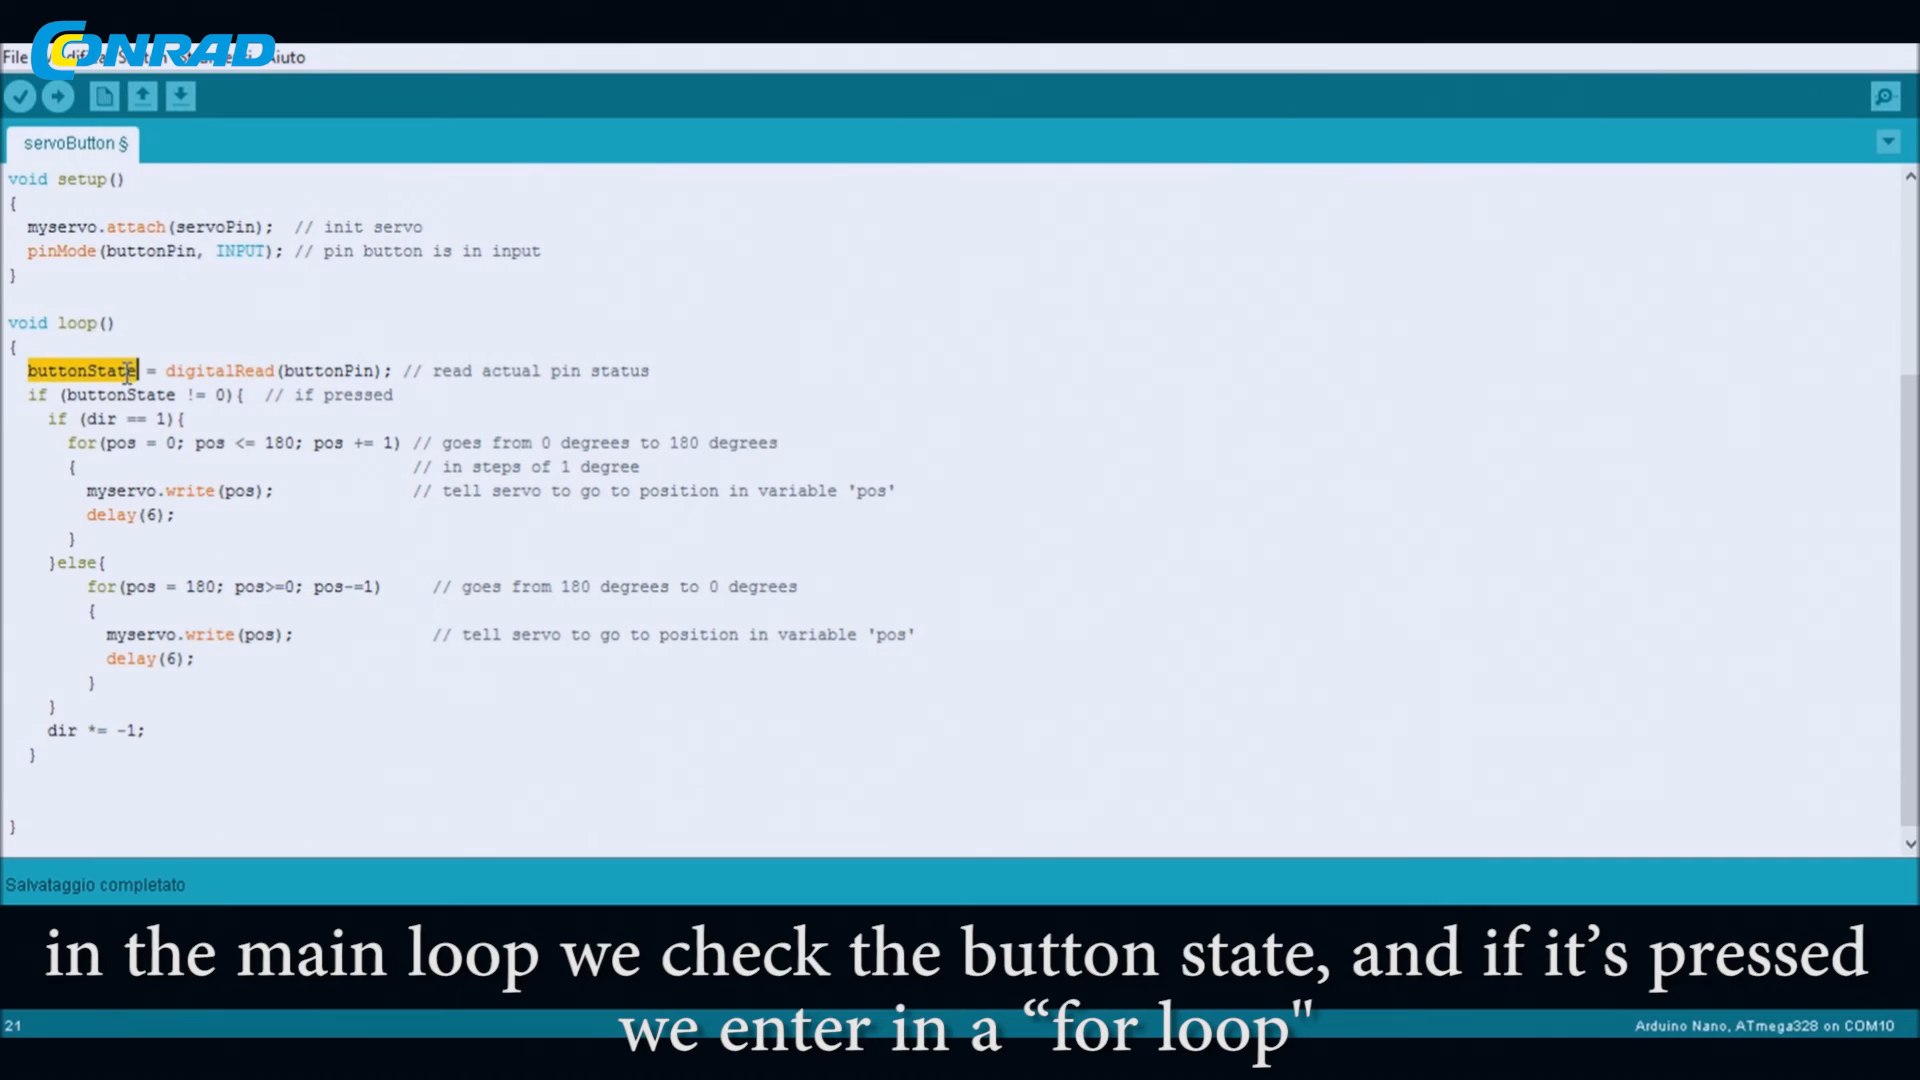 CONRAD
File Aiuto
servoButton §
void setup()
{
myservo.attach(servoPin);  // init servo
pinMode(buttonPin, INPUT); // pin button is in input
}
void loop()
{
buttonState = digitalRead(buttonPin); // read actual pin status
if (buttonState != 0){  // if pressed
if (dir == 1){
for(pos = 0; pos <= 180; pos += 1) // goes from 0 degrees to 180 degrees
{ // in steps of 1 degree
myservo.write(pos); // tell servo to go to position in variable 'pos'
delay(6);
}
}else{
for(pos = 180; pos>=0; pos-=1) // goes from 180 degrees to 0 degrees
{
myservo.write(pos); // tell servo to go to position in variable 'pos'
delay(6);
}
}
dir *= -1;
}
}
Salvataggio completato
in the main loop we check the button state, and if it’s pressed
we enter in a “for loop"
21
Arduino Nano, ATmega328 on COM10